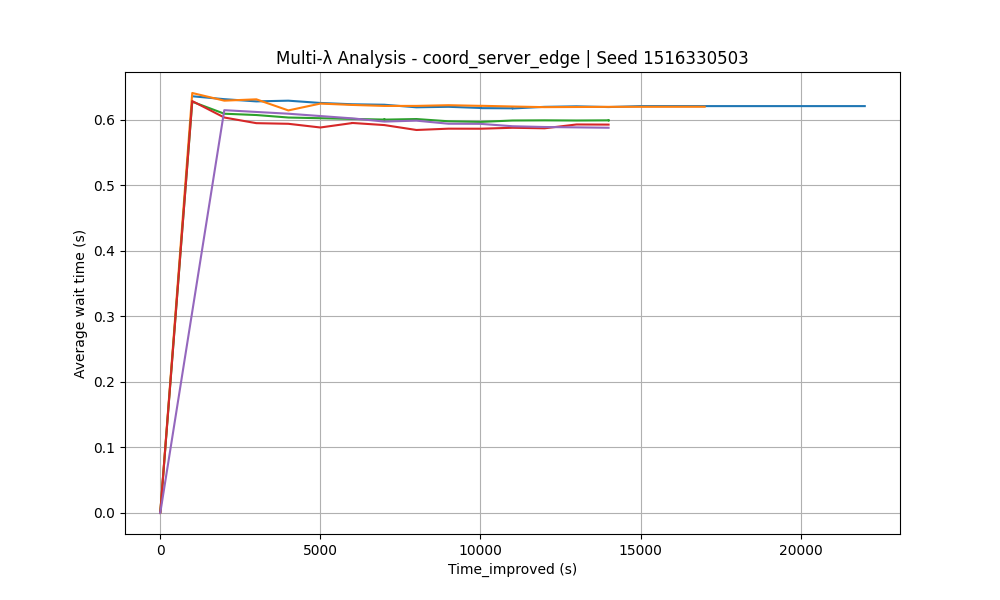 Multi-λ Analysis - coord_server_edge | Seed 1516330503
Average wait time (s)
0.6
0.5
0.4
0.3
0.2
0.1
0.0
0 5000 10000 15000 20000
Time_improved (s)